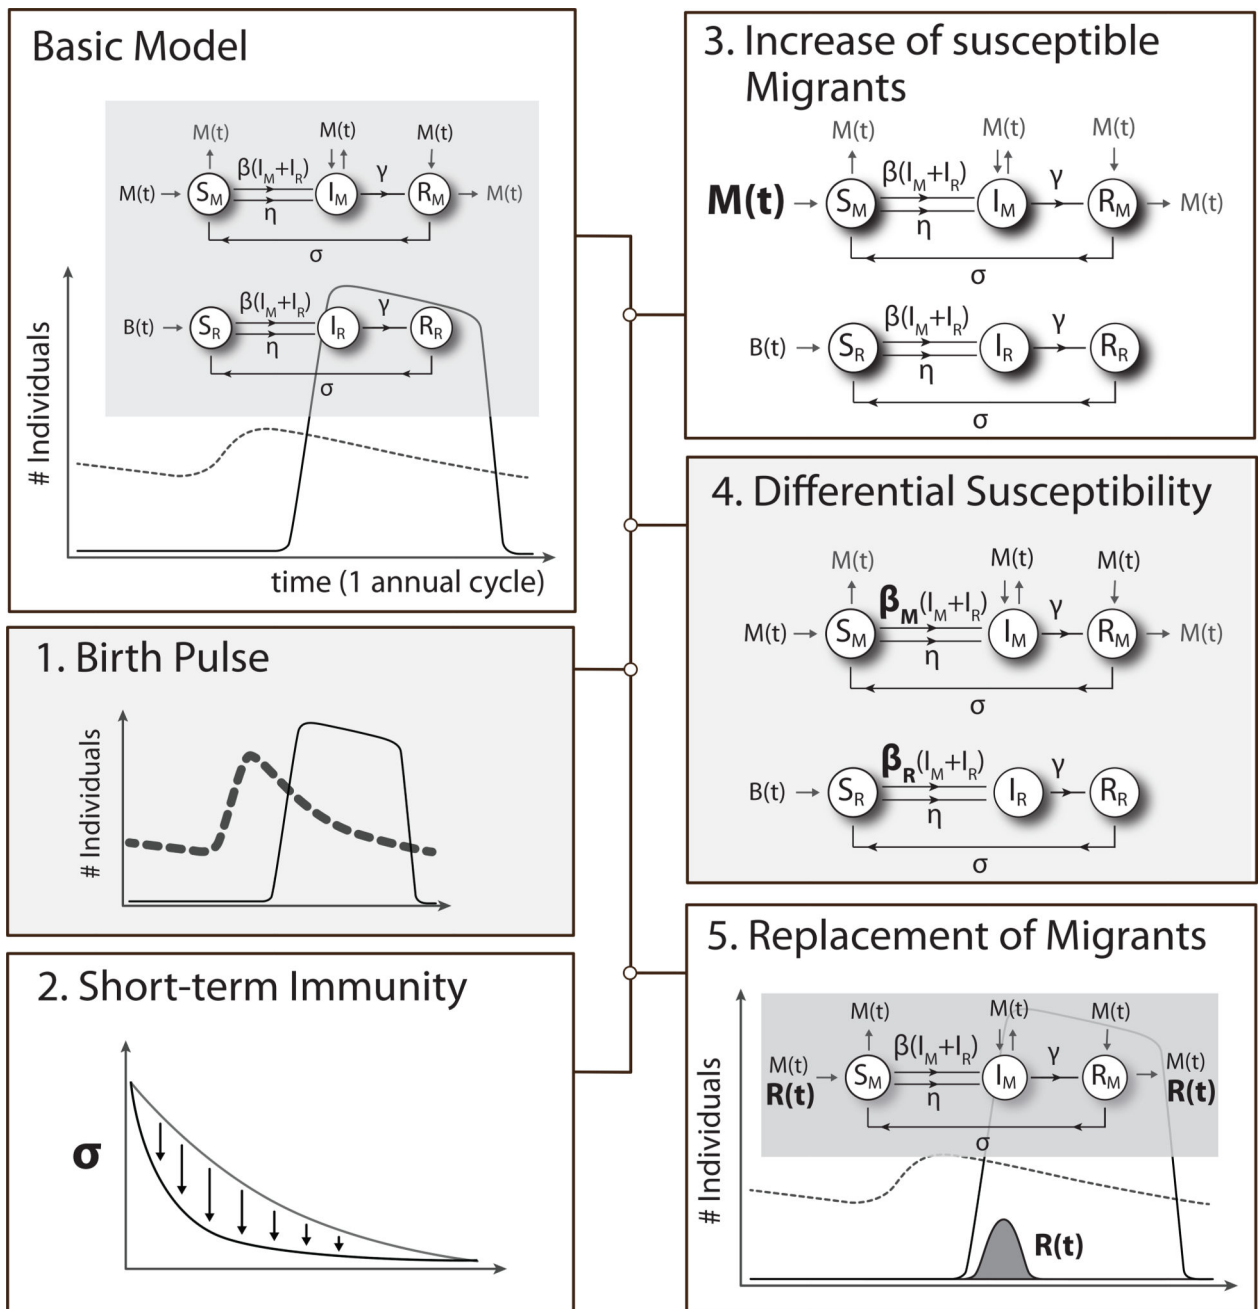 Basic Model
M(t) M(t) M(t)
β(I_M+I_R) γ
M(t) S_M I_M R_M M(t)
η
σ
β(I_M+I_R) γ
B(t) S_R I_R R_R
η
σ
# Individuals
time (1 annual cycle)
1. Birth Pulse
# Individuals
2. Short-term Immunity
σ
3. Increase of susceptible
Migrants
M(t) M(t) M(t)
β(I_M+I_R) γ
M(t) S_M I_M R_M M(t)
η
σ
β(I_M+I_R) γ
B(t) S_R I_R R_R
η
σ
4. Differential Susceptibility
M(t) M(t) M(t)
β_M(I_M+I_R) γ
M(t) S_M I_M R_M M(t)
η
σ
β_R(I_M+I_R) γ
B(t) S_R I_R R_R
η
σ
5. Replacement of Migrants
M(t) M(t) M(t)
β(I_M+I_R) γ
M(t) S_M I_M R_M M(t)
R(t) R(t)
η
σ
# Individuals
R(t)